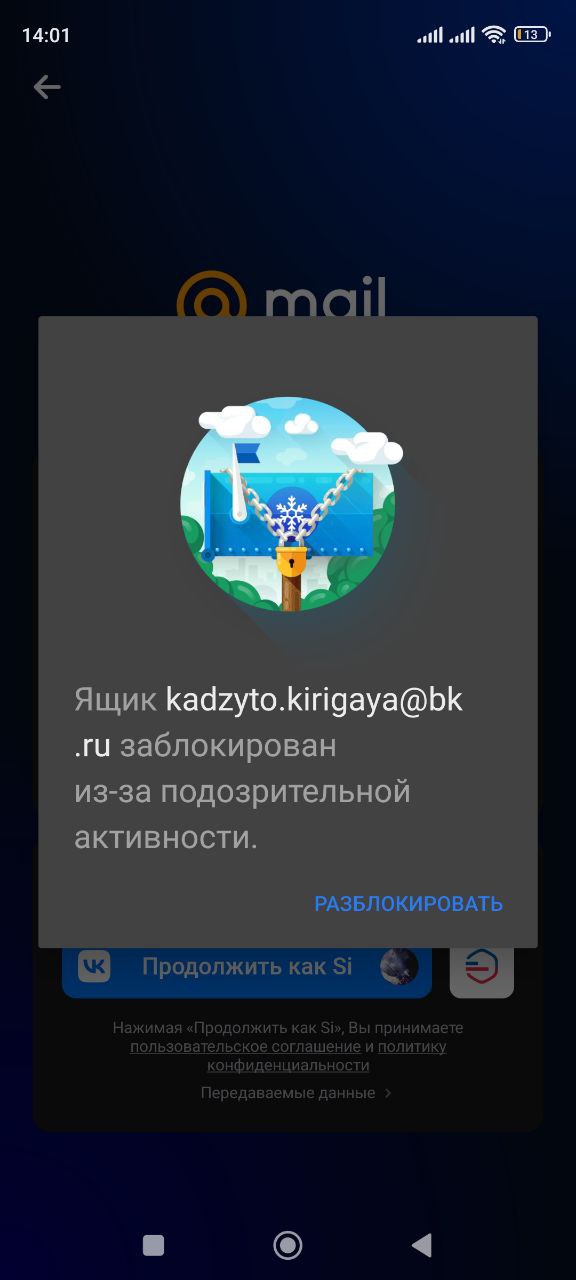 14:01
13
mail
Ящик kadzyto.kirigaya@bk
.ru заблокирован
из-за подозрительной
активности.
РАЗБЛОКИРОВАТЬ
Продолжить как Si
Нажимая «Продолжить как Si», Вы принимаете
пользовательское соглашение и политику
конфиденциальности
Передаваемые данные